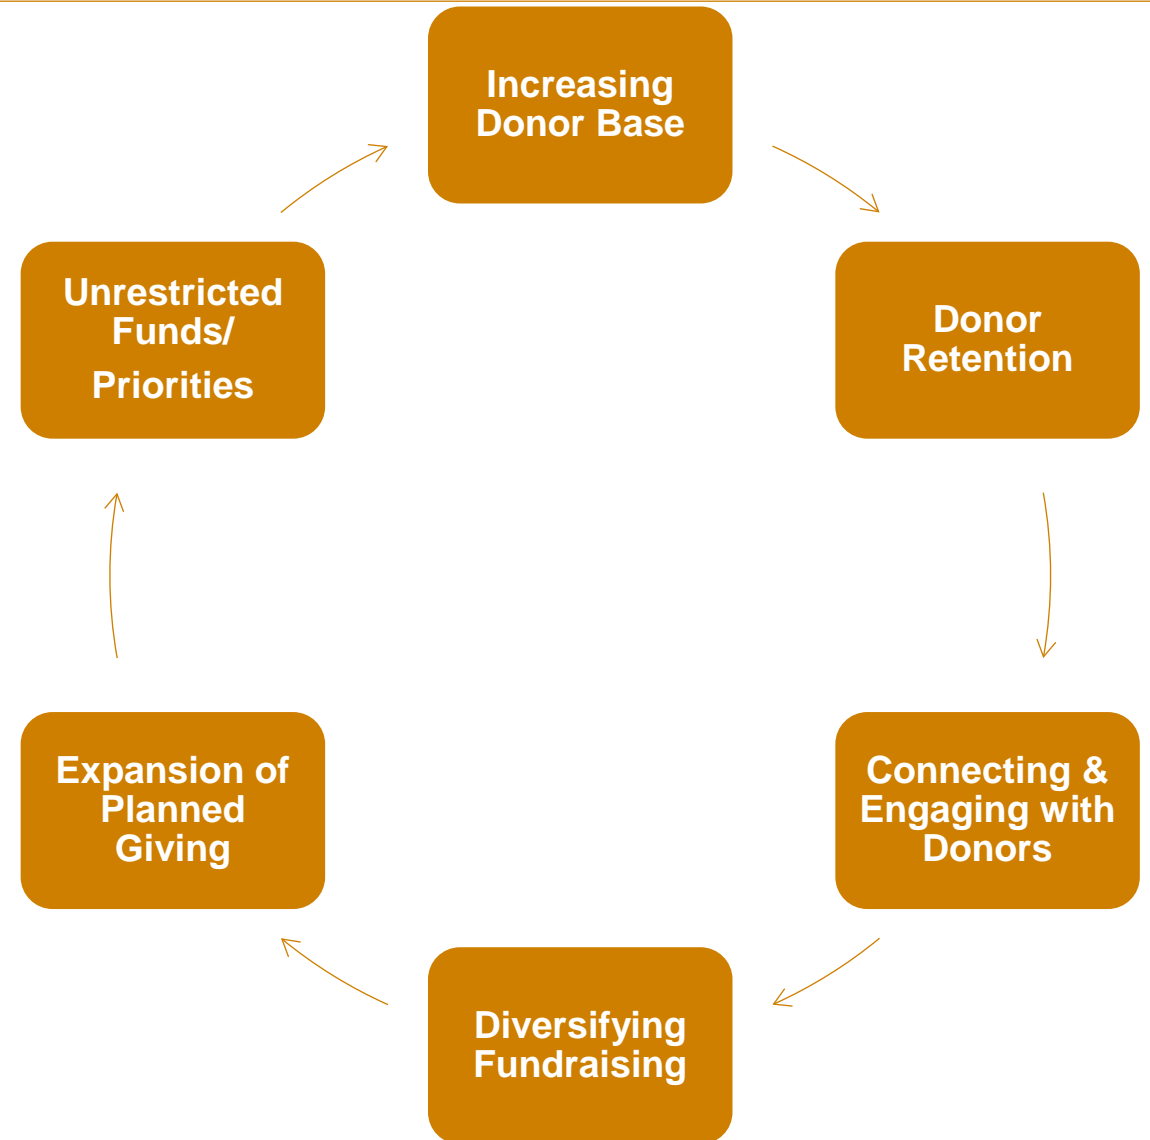 Increasing
Donor Base
Donor
Retention
Connecting &
Engaging with
Donors
Diversifying
Fundraising
Expansion of
Planned
Giving
Unrestricted
Funds/
Priorities